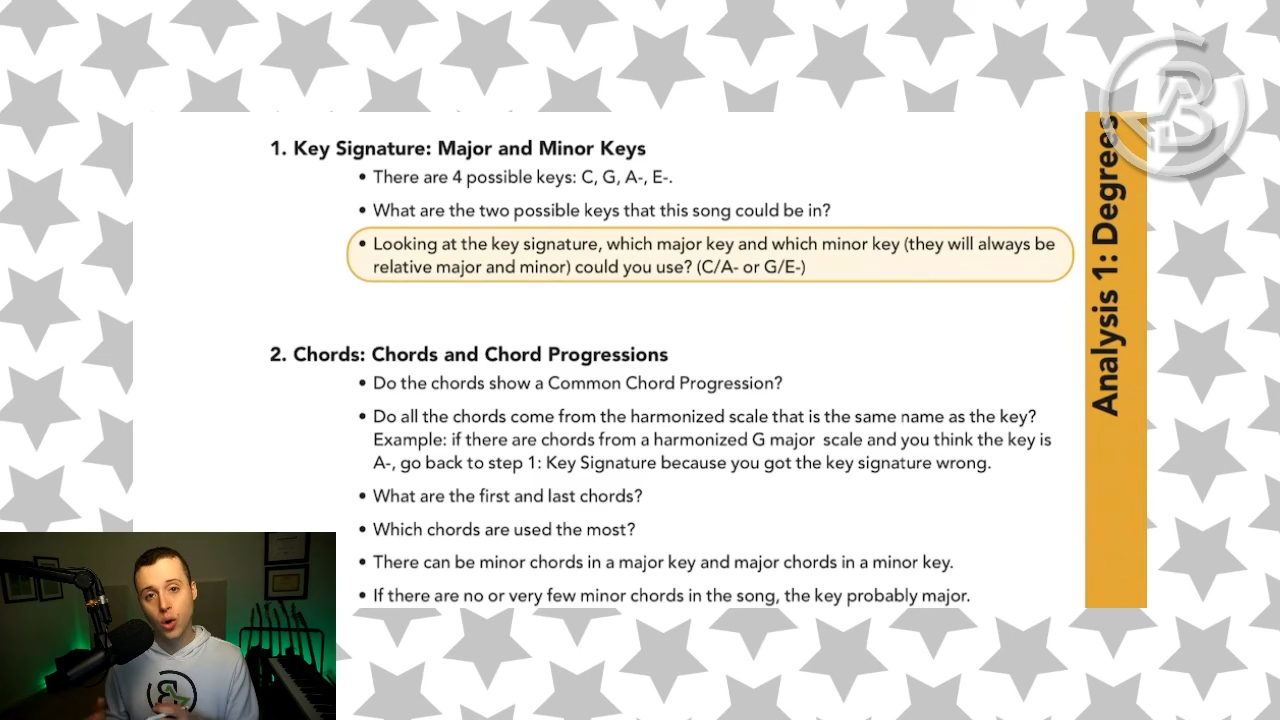 1. Key Signature: Major and Minor Keys
• There are 4 possible keys: C, G, A-, E-.
• What are the two possible keys that this song could be in?
• Looking at the key signature, which major key and which minor key (they will always be
relative major and minor) could you use? (C/A- or G/E-)
2. Chords: Chords and Chord Progressions
• Do the chords show a Common Chord Progression?
• Do all the chords come from the harmonized scale that is the same name as the key?
Example: if there are chords from a harmonized G major scale and you think the key is
A-, go back to step 1: Key Signature because you got the key signature wrong.
• What are the first and last chords?
• Which chords are used the most?
• There can be minor chords in a major key and major chords in a minor key.
• If there are no or very few minor chords in the song, the key probably major.
Analysis 1: Degrees